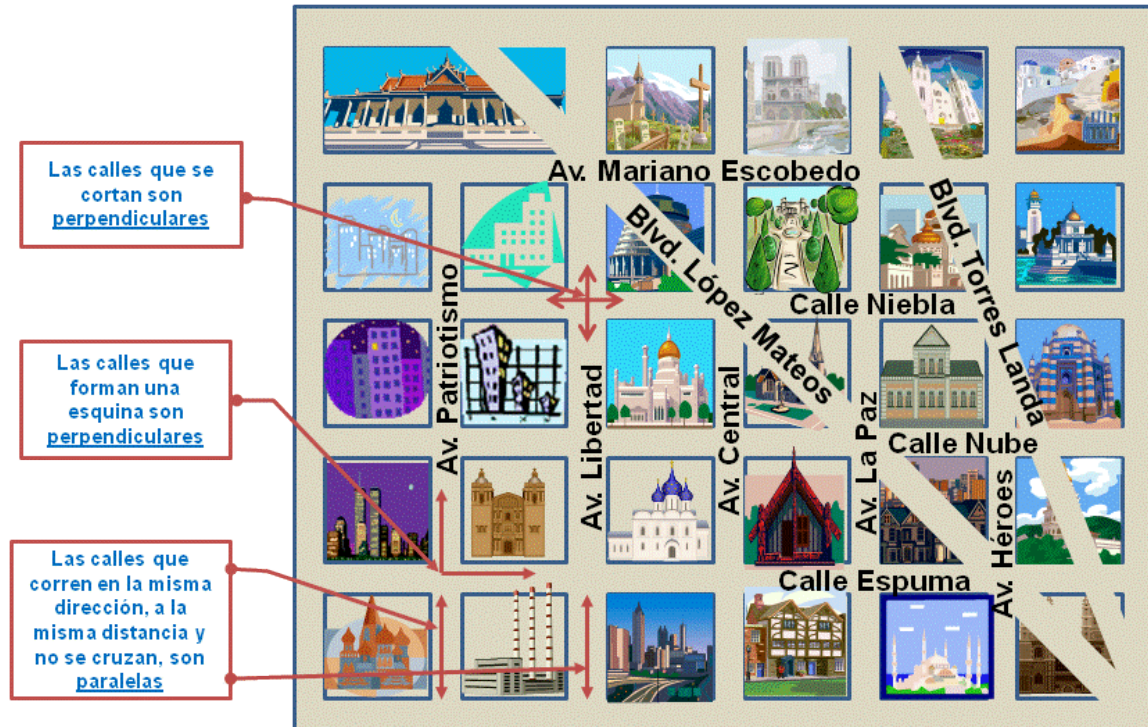 Las calles que se
cortan son
perpendiculares
Las calles que
forman una
esquina son
perpendiculares
Las calles que
corren en la misma
dirección, a la
misma distancia y
no se cruzan, son
paralelas
Av. Mariano Escobedo
Blvd. López Mateos
Blvd. Torres Landa
Calle Niebla
Av. Patriotismo
Av. Libertad
Av. Central
Av. La Paz
Calle Nube
Av. Héroes
Calle Espuma